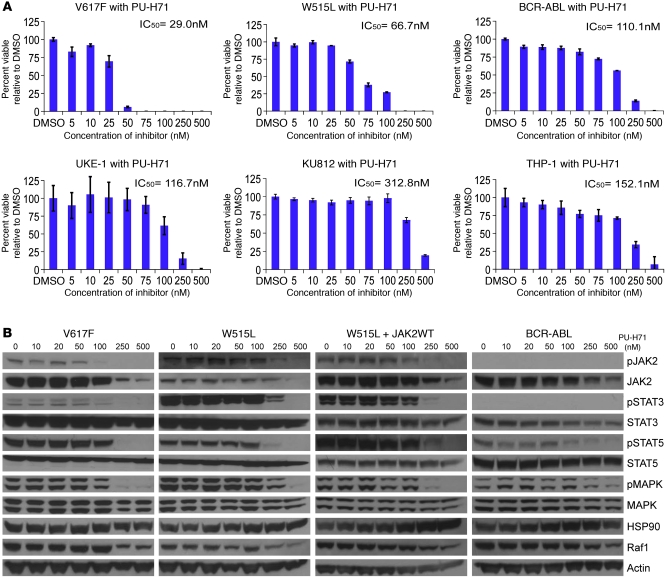 A
V617F with PU-H71
IC50= 29.0nM
Percent viable
relative to DMSO
125
100
75
50
25
0
DMSO 5 10 25 50 75 100 250 500
Concentration of inhibitor (nM)
W515L with PU-H71
IC50= 66.7nM
Percent viable
relative to DMSO
125
100
75
50
25
0
DMSO 5 10 25 50 75 100 250 500
Concentration of inhibitor (nM)
BCR-ABL with PU-H71
IC50= 110.1nM
Percent viable
relative to DMSO
125
100
75
50
25
0
DMSO 5 10 25 50 75 100 250 500
Concentration of inhibitor (nM)
UKE-1 with PU-H71
IC50= 116.7nM
Percent viable
relative to DMSO
125
100
75
50
25
0
DMSO 5 10 25 50 75 100 250 500
Concentration of inhibitor (nM)
KU812 with PU-H71
IC50= 312.8nM
Percent viable
relative to DMSO
125
100
75
50
25
0
DMSO 5 10 25 50 75 100 250 500
Concentration of inhibitor (nM)
THP-1 with PU-H71
IC50= 152.1nM
Percent viable
relative to DMSO
125
100
75
50
25
0
DMSO 5 10 25 50 75 100 250 500
Concentration of inhibitor (nM)
B
V617F W515L W515L + JAK2WT BCR-ABL PU-H71
0 10 20 50 100 250 500 0 10 20 50 100 250 500 0 10 20 50 100 250 500 0 10 20 50 100 250 500 (nM)
pJAK2
JAK2
pSTAT3
STAT3
pSTAT5
STAT5
pMAPK
MAPK
HSP90
Raf1
Actin